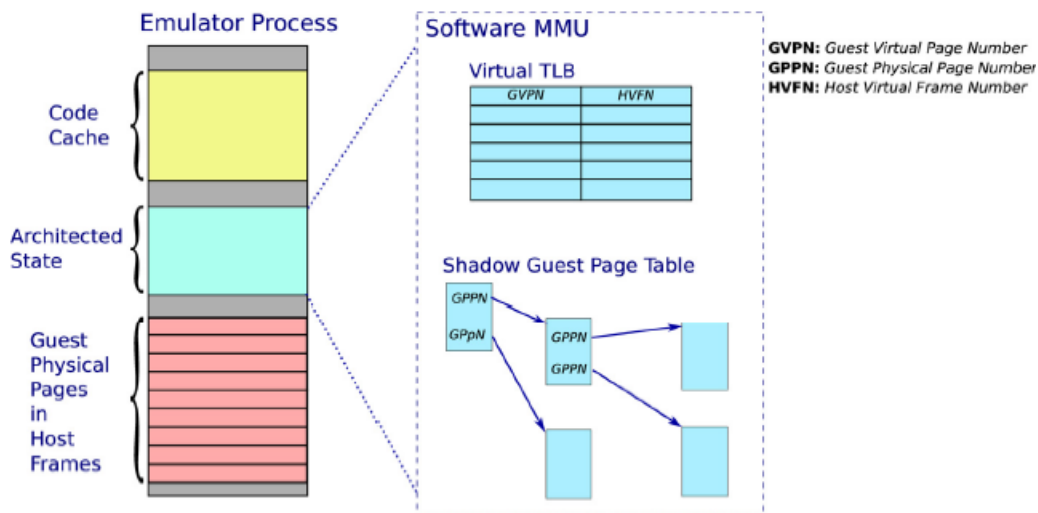 Emulator Process
Code
Cache
Architected
State
Guest
Physical
Pages
in
Host
Frames
Software MMU
Virtual TLB
GVPN HVFN
Shadow Guest Page Table
GPPN
GPpN
GPPN
GPPN
GVPN: Guest Virtual Page Number
GPPN: Guest Physical Page Number
HVFN: Host Virtual Frame Number